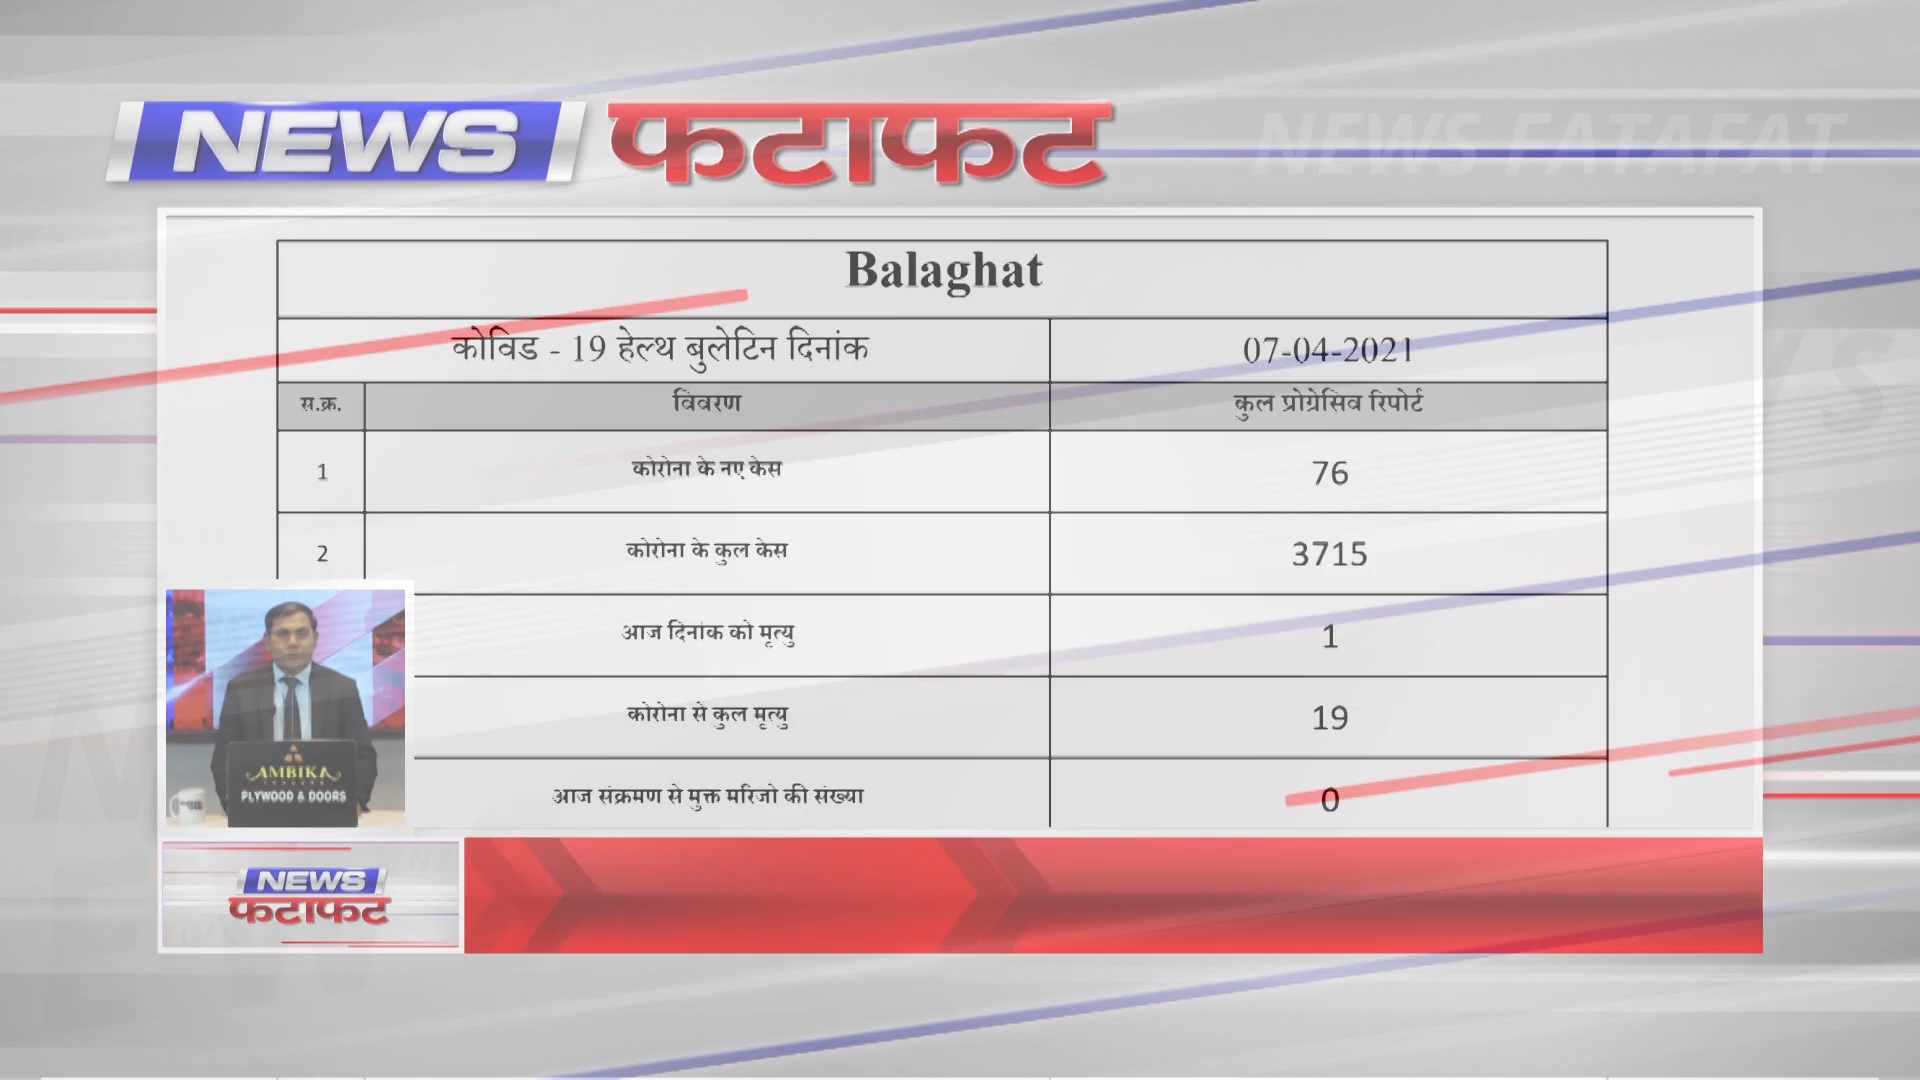 NEWS फटाफट
NEWS FATAFAT
Balaghat
कोविड - 19 हेल्थ बुलेटिन दिनांक 07-04-2021
स.क्र. विवरण कुल प्रोग्रेसिव रिपोर्ट
1 कोरोना के नए केस 76
2 कोरोना के कुल केस 3715
आज दिनांक को मृत्यु 1
कोरोना से कुल मृत्यु 19
आज संक्रमण से मुक्त मरिजो की संख्या 0
AMBIKA
PLYWOOD & DOORS
NEWS
फटाफट